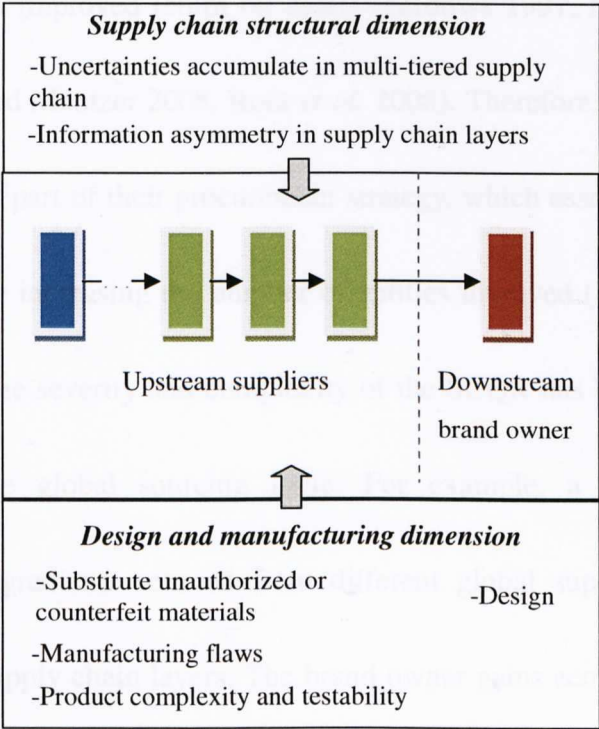 Supply chain structural dimension
-Uncertainties accumulate in multi-tiered supply
chain
-Information asymmetry in supply chain layers
Upstream suppliers
Downstream
brand owner
Design and manufacturing dimension
-Substitute unauthorized or
counterfeit materials
-Design
-Manufacturing flaws
-Product complexity and testability